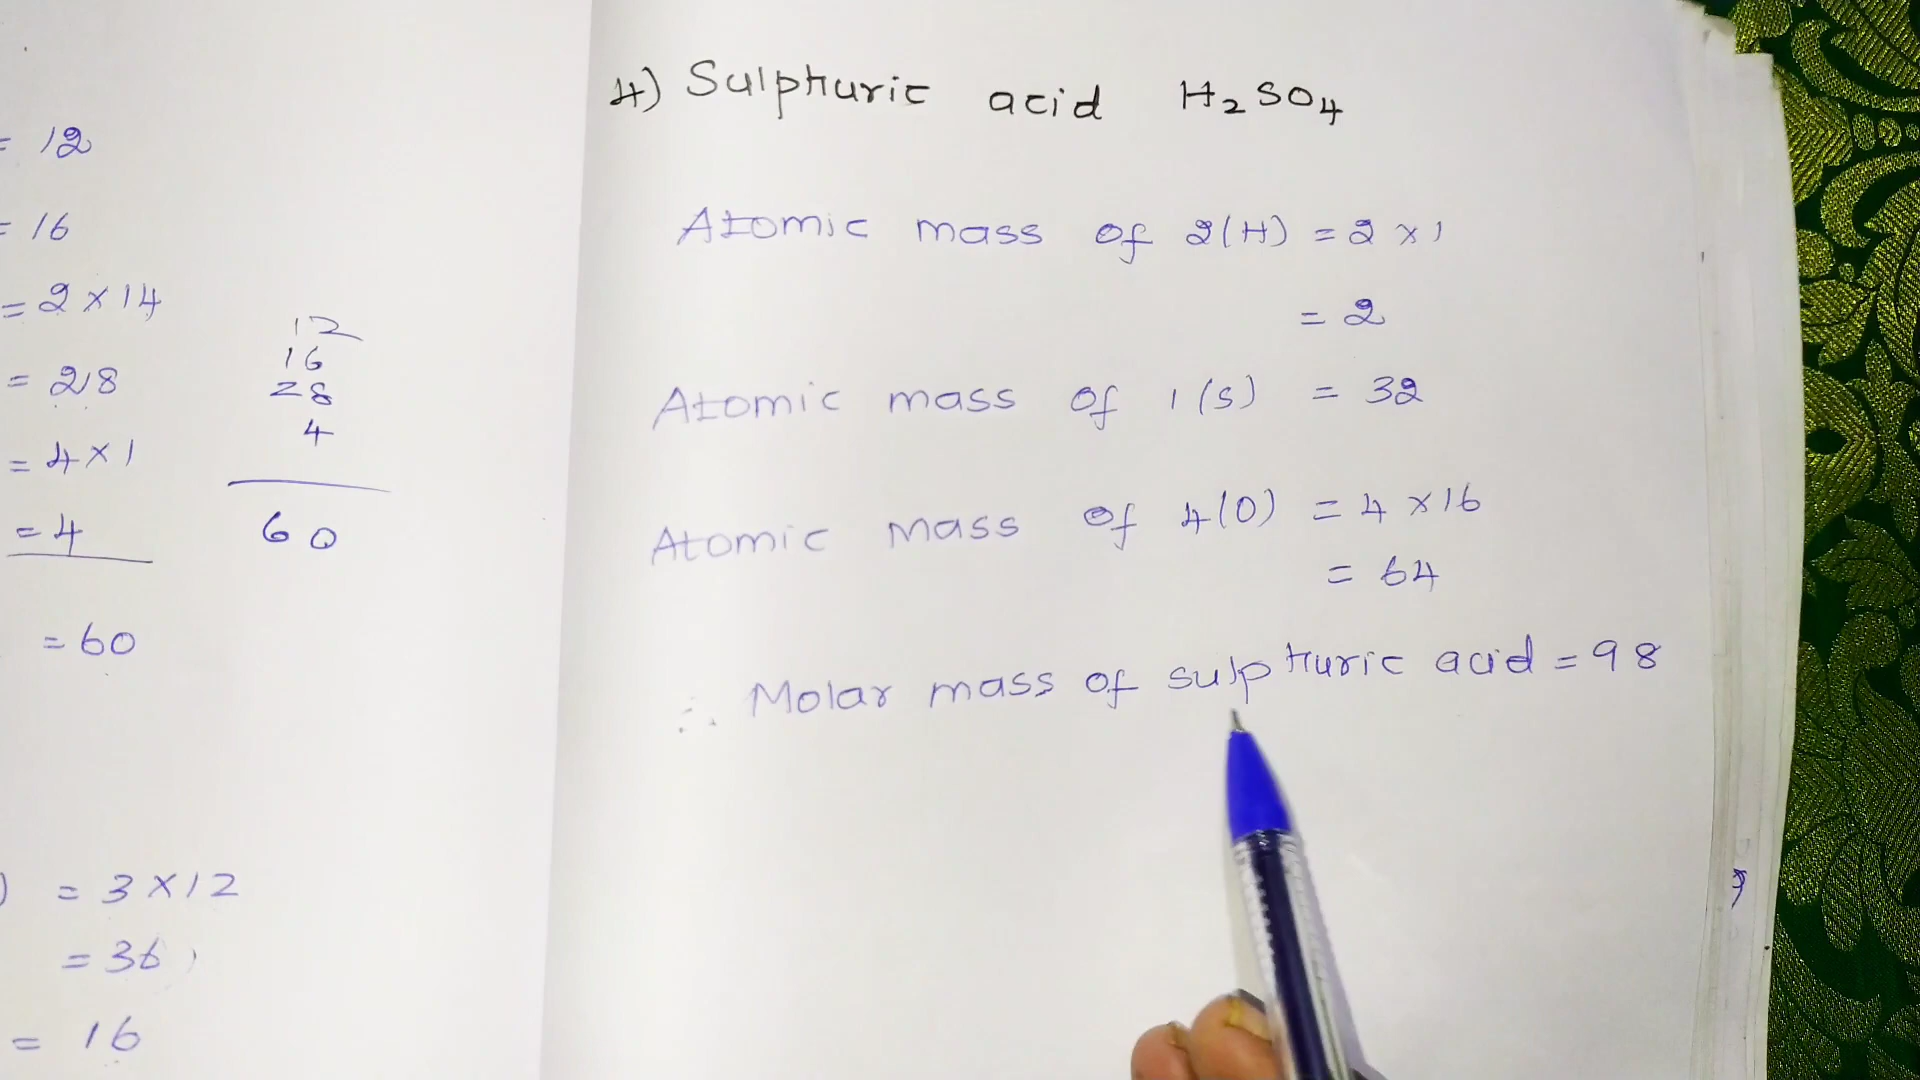 = 12
= 16
= 2 × 14
= 28
= 4 × 1
= 4
= 60
12
16
28
4
60
) = 3 × 12
= 36
= 16
4) Sulphuric acid H₂SO₄
Atomic mass of 2(H) = 2 × 1
= 2
Atomic mass of 1(S) = 32
Atomic mass of 4(O) = 4 × 16
= 64
∴ Molar mass of sulphuric acid = 98